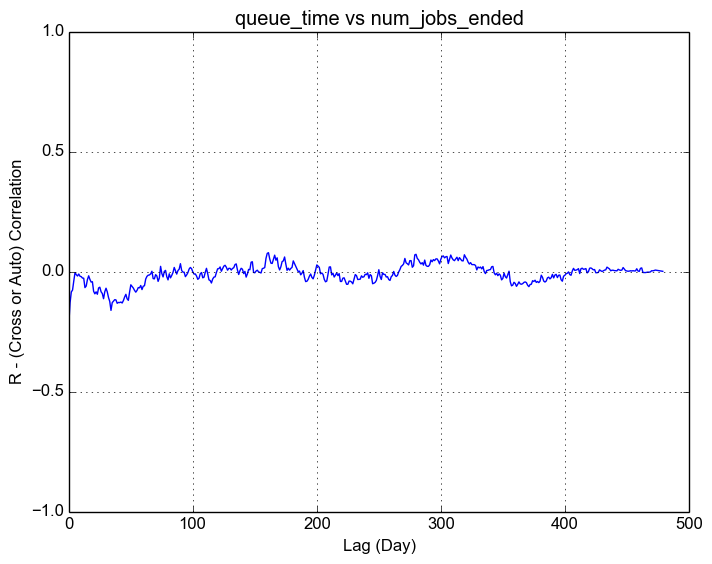 queue_time vs num_jobs_ended
1.0
0.5
0.0
−0.5
−1.0
R - (Cross or Auto) Correlation
0 100 200 300 400 500
Lag (Day)